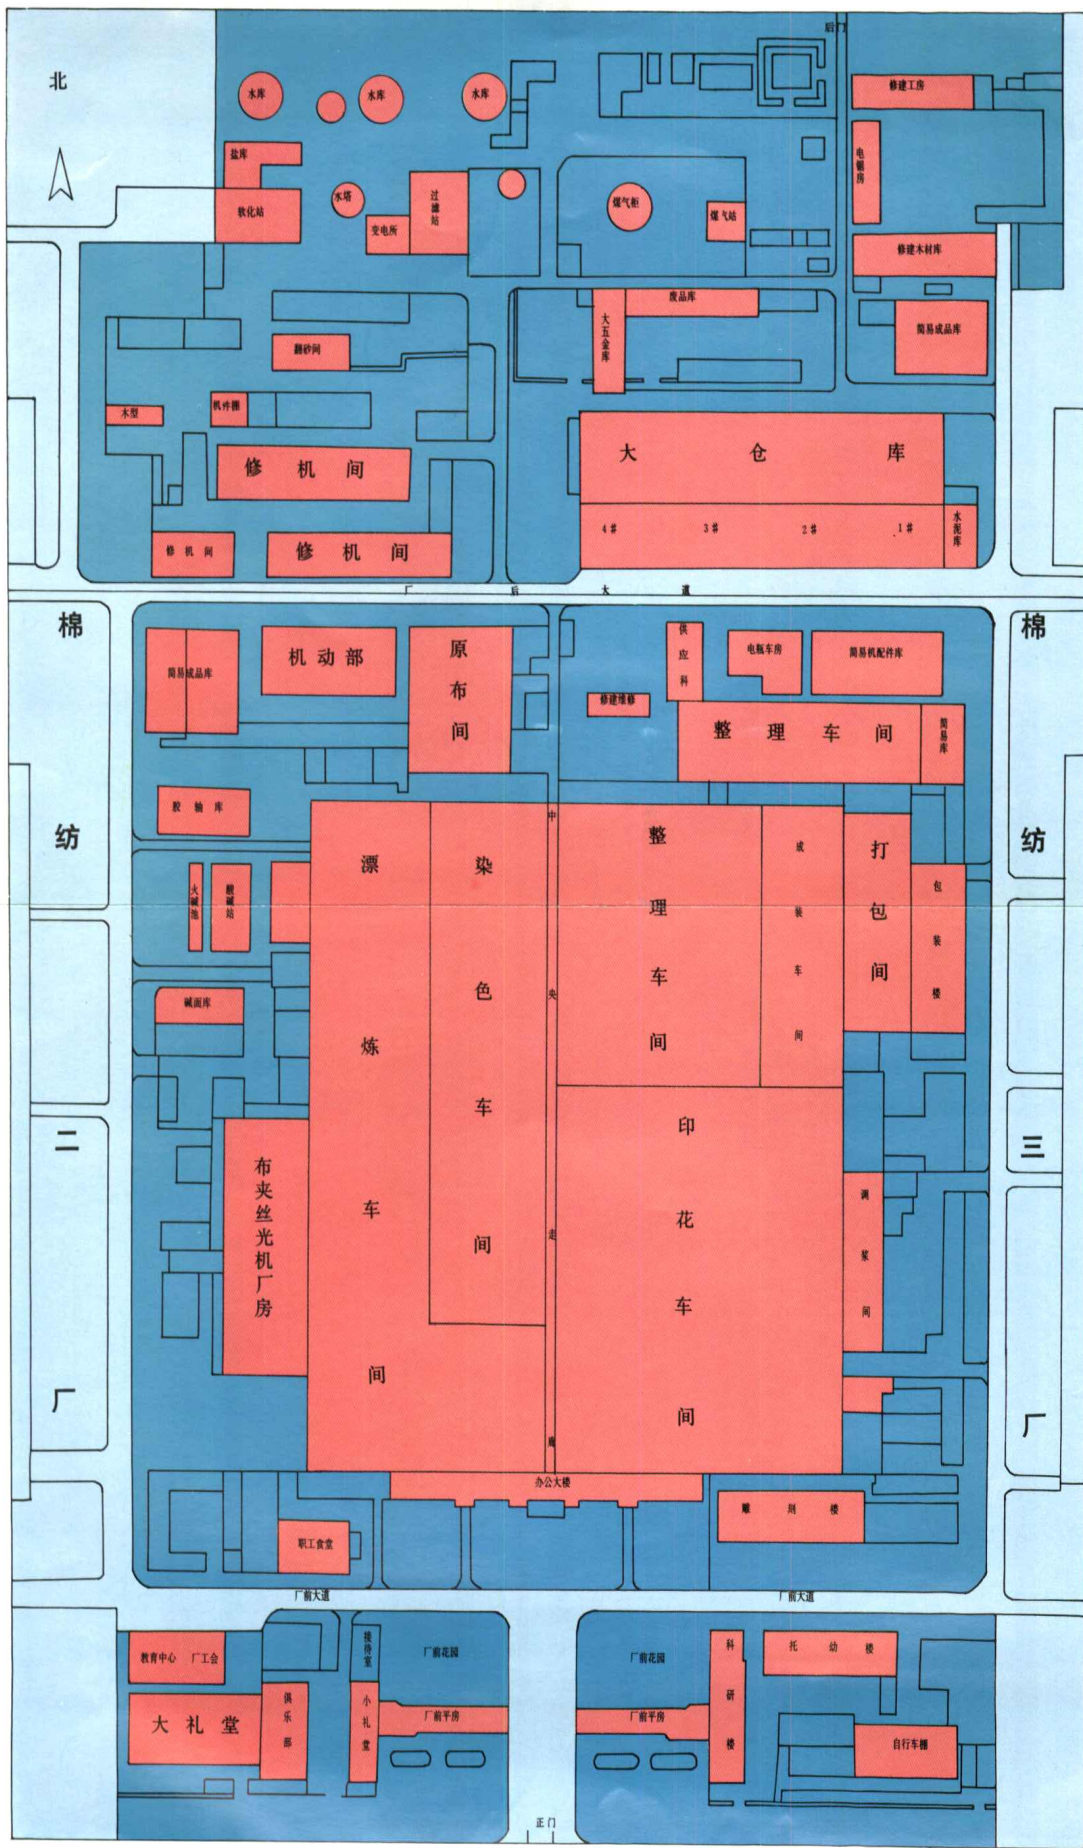 后门
北
水库
水库
水库
修建工房
盐库
电锯房
软化站
水塔
变电所
过滤站
煤气柜
煤气站
修建木材库
大五金库
废品库
简易成品库
翻砂间
木型
机件棚
修机间
大仓库
4# 3# 2# 1#
水泥库
修机间
修机间
厂后大道
棉纺二厂
棉纺三厂
简易成品库
机动部
原布间
供应科
电瓶车房
简易机配件库
修建维修
整理车间
简易库
胶轴库
漂炼车间
染色车间
中央走廊
整理车间
成装车间
打包间
包装楼
火碱池
酸碱站
碱面库
布夹丝光机厂房
印花车间
调浆间
办公大楼
雕刻楼
职工食堂
厂前大道
厂前大道
教育中心 厂工会
接待室
厂前花园
厂前花园
科研楼
托幼楼
大礼堂
俱乐部
小礼堂
厂前平房
厂前平房
自行车棚
正门